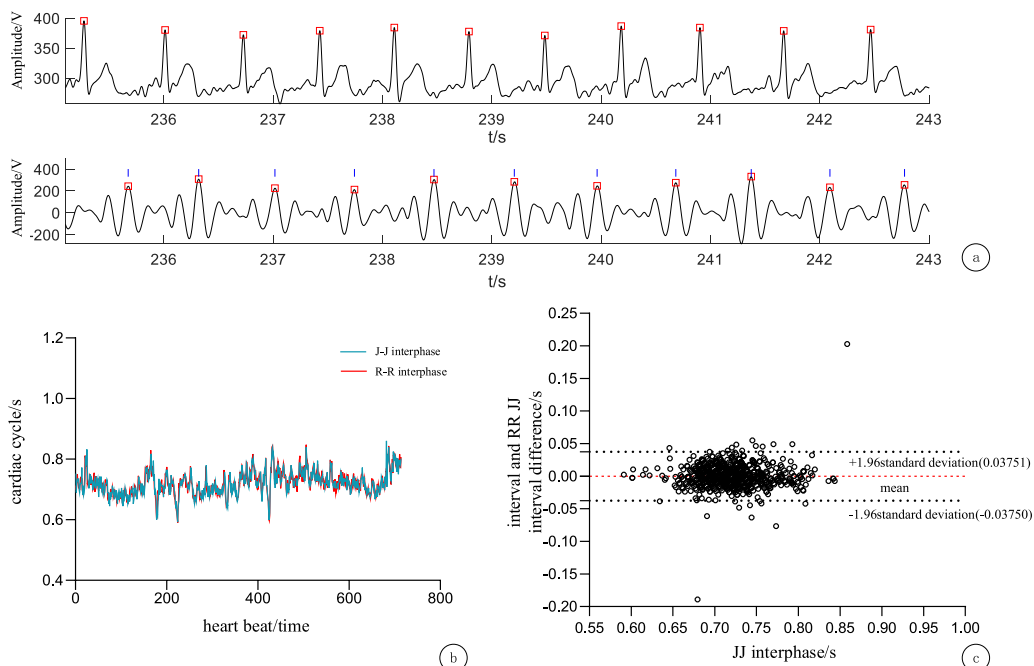 400
350
300
Amplitude/V
236 237 238 239 240 241 242 243
t/s
400
200
0
-200
Amplitude/V
236 237 238 239 240 241 242 243
t/s
a
1.2
1.0
0.8
0.6
0.4
cardiac cycle/s
J-J interphase
R-R interphase
0 200 400 600 800
heart beat/time
b
0.25
0.20
0.15
0.10
0.05
0.00
-0.05
-0.10
-0.15
-0.20
interval and RR JJ
interval difference/s
+1.96standard deviation(0.03751)
mean
-1.96standard deviation(-0.03750)
0.55 0.60 0.65 0.70 0.75 0.80 0.85 0.90 0.95 1.00
JJ interphase/s
c